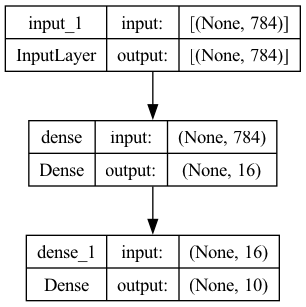 input_1 input: [(None, 784)]
InputLayer output: [(None, 784)]
dense input: (None, 784)
Dense output: (None, 16)
dense_1 input: (None, 16)
Dense output: (None, 10)